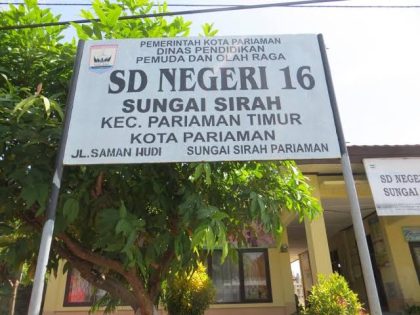 PEMERINTAH KOTA PARIAMAN
DINAS PENDIDIKAN
PEMUDA DAN OLAH RAGA
SD NEGERI 16
SUNGAI SIRAH
KEC. PARIAMAN TIMUR
KOTA PARIAMAN
JL.SAMAN HUDI SUNGAI SIRAH PARIAMAN
SD NEGE
SUNGAI